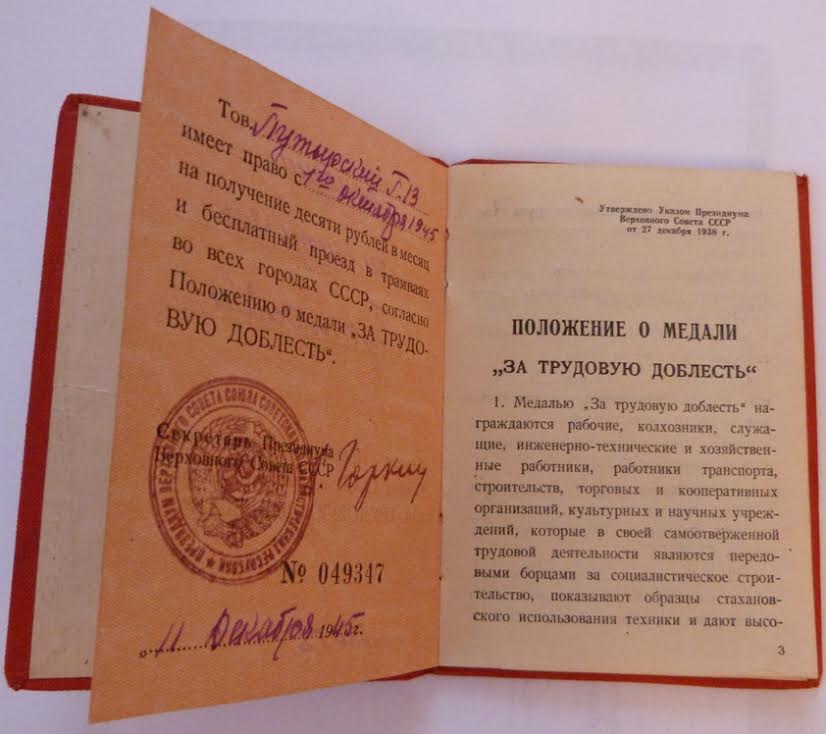 Тов. Путырский Г.В.
имеет право с 1го октября 1945
на получение десяти рублей в месяц
и бесплатный проезд в трамваях
во всех городах СССР, согласно
Положению о медали „ЗА ТРУДО-
ВУЮ ДОБЛЕСТЬ“.
Секретарь Президиума
Верховного Совета СССР Горкин
№ 049347
11 декабря 1945г.
Утверждено Указом Президиума
Верховного Совета СССР
от 27 декабря 1938 г.
ПОЛОЖЕНИЕ О МЕДАЛИ
„ЗА ТРУДОВУЮ ДОБЛЕСТЬ“
1. Медалью „За трудовую доблесть“ на-
граждаются рабочие, колхозники, служа-
щие, инженерно-технические и хозяйствен-
ные работники, работники транспорта,
строительств, торговых и кооперативных
организаций, культурных и научных учреж-
дений, которые в своей самоотверженной
трудовой деятельности являются передо-
выми борцами за социалистическое строи-
тельство, показывают образцы стаханов-
ского использования техники и дают высо-
3